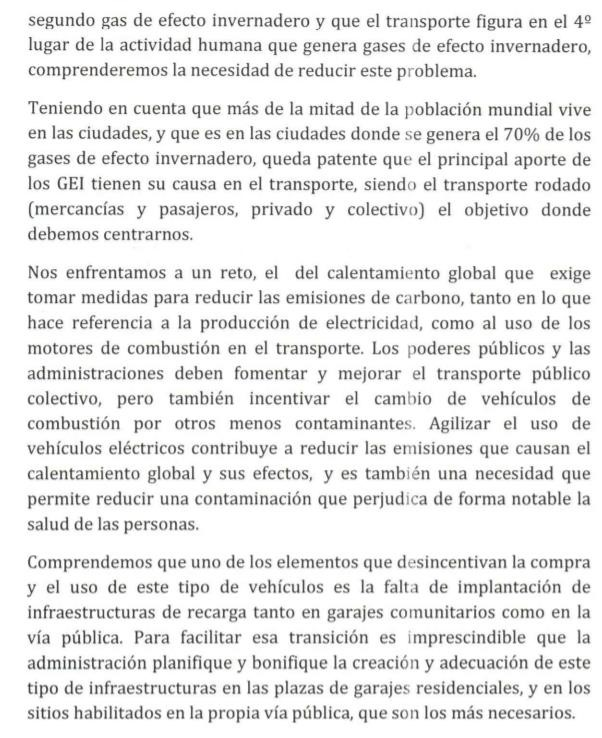 segundo gas de efecto invernadero y que el transporte figura en el 4º
lugar de la actividad humana que genera gases de efecto invernadero,
comprenderemos la necesidad de reducir este problema.
Teniendo en cuenta que más de la mitad de la población mundial vive
en las ciudades, y que es en las ciudades donde se genera el 70% de los
gases de efecto invernadero, queda patente que el principal aporte de
los GEI tienen su causa en el transporte, siendo el transporte rodado
(mercancías y pasajeros, privado y colectivo) el objetivo donde
debemos centrarnos.
Nos enfrentamos a un reto, el del calentamiento global que exige
tomar medidas para reducir las emisiones de carbono, tanto en lo que
hace referencia a la producción de electricidad, como al uso de los
motores de combustión en el transporte. Los poderes públicos y las
administraciones deben fomentar y mejorar el transporte público
colectivo, pero también incentivar el cambio de vehículos de
combustión por otros menos contaminantes. Agilizar el uso de
vehículos eléctricos contribuye a reducir las emisiones que causan el
calentamiento global y sus efectos, y es también una necesidad que
permite reducir una contaminación que perjudica de forma notable la
salud de las personas.
Comprendemos que uno de los elementos que desincentivan la compra
y el uso de este tipo de vehículos es la falta de implantación de
infraestructuras de recarga tanto en garajes comunitarios como en la
vía pública. Para facilitar esa transición es imprescindible que la
administración planifique y bonifique la creación y adecuación de este
tipo de infraestructuras en las plazas de garajes residenciales, y en los
sitios habilitados en la propia vía pública, que son los más necesarios.